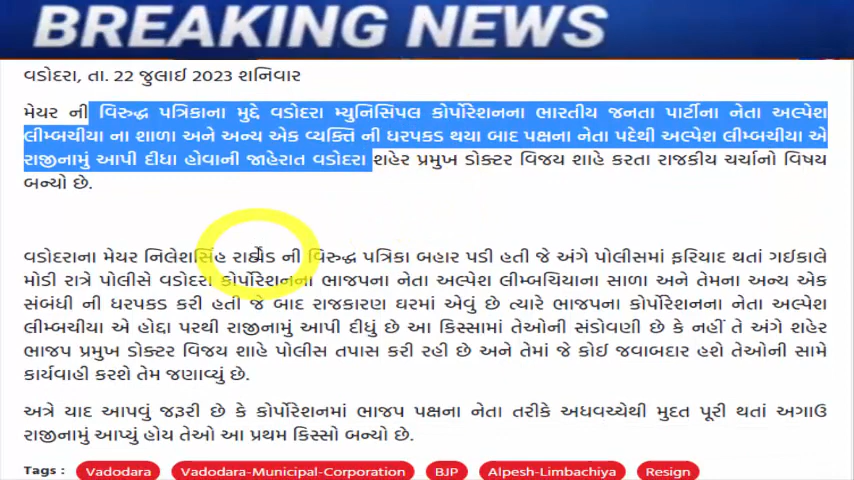 BREAKING NEWS
વડોદરા, તા. 22 જુલાઈ 2023 શનિવાર
મેયર ની વિરુદ્ધ પત્રિકાના મુદ્દે વડોદરા મ્યુનિસિપલ કોર્પોરેશનના ભારતીય જનતા પાર્ટીના નેતા અલ્પેશ
લીમ્બચીયા ના શાળા અને અન્ય એક વ્યક્તિ ની ધરપકડ થયા બાદ પક્ષના નેતા પદેથી અલ્પેશ લીમ્બચીયા એ
રાજીનામું આપી દીધા હોવાની જાહેરાત વડોદરા શહેર પ્રમુખ ડોક્ટર વિજય શાહે કરતા રાજકીય ચર્ચાનો વિષય
બન્યો છે.
વડોદરાના મેયર નિલેશસિંહ રાઠોડ ની વિરુદ્ધ પત્રિકા બહાર પડી હતી જે અંગે પોલીસમાં ફરિયાદ થતાં ગઈકાલે
મોડી રાત્રે પોલીસે વડોદરા કોર્પોરેશનના ભાજપના નેતા અલ્પેશ લીમ્બચિયાના સાળા અને તેમના અન્ય એક
સંબંધી ની ધરપકડ કરી હતી જે બાદ રાજકારણ ઘરમાં એવું છે ત્યારે ભાજપના કોર્પોરેશનના નેતા અલ્પેશ
લીમ્બચીયા એ હોદ્દા પરથી રાજીનામું આપી દીધું છે આ કિસ્સામાં તેઓની સંડોવણી છે કે નહીં તે અંગે શહેર
ભાજપ પ્રમુખ ડોક્ટર વિજય શાહે પોલીસ તપાસ કરી રહી છે અને તેમાં જે કોઈ જવાબદાર હશે તેઓની સામે
કાર્યવાહી કરશે તેમ જણાવ્યું છે.
અત્રે યાદ આપવું જરૂરી છે કે કોર્પોરેશનમાં ભાજપ પક્ષના નેતા તરીકે અધવચ્ચેથી મુદત પૂરી થતાં અગાઉ
રાજીનામું આપ્યું હોય તેઓ આ પ્રથમ કિસ્સો બન્યો છે.
Tags : Vadodara Vadodara-Municipal-Corporation BJP Alpesh-Limbachiya Resign